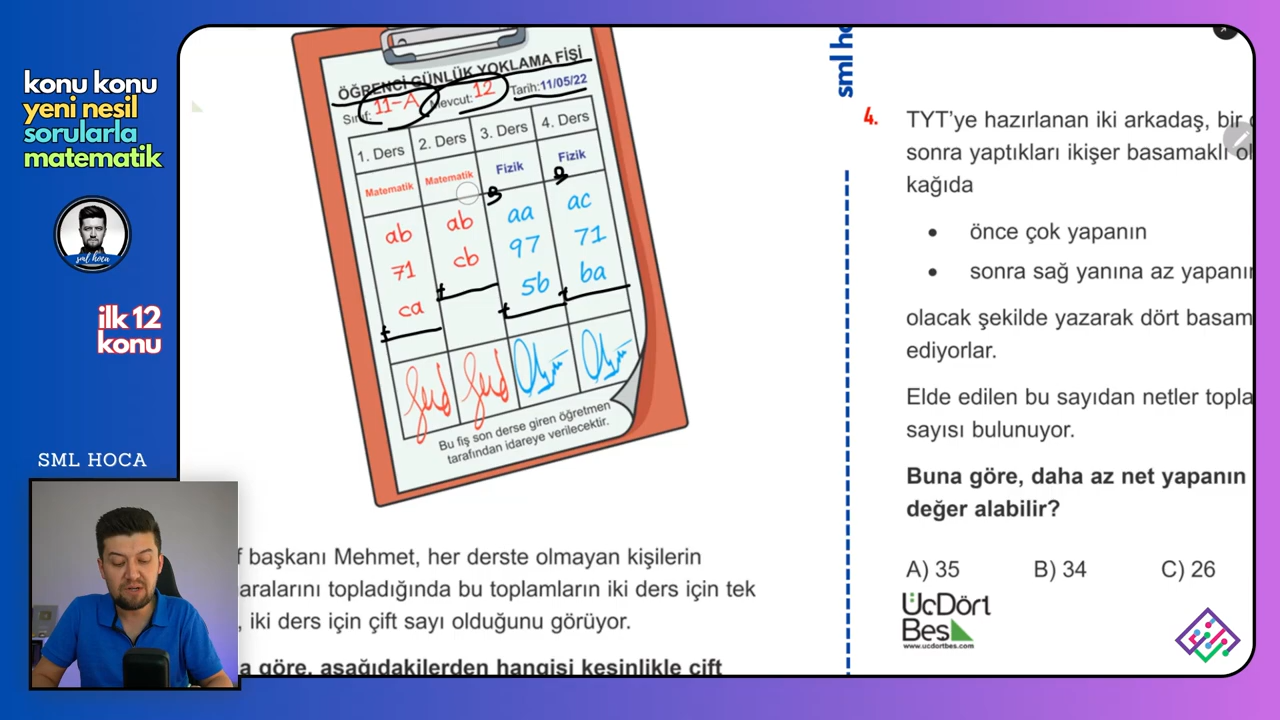 konu konu
yeni nesil
sorularla
matematik
sml hoca
ilk 12
konu
SML HOCA
ÖĞRENCİ GÜNLÜK YOKLAMA FİŞİ
Sınıf: 11-A Mevcut: 12 Tarih:11/05/22
1. Ders 2. Ders 3. Ders 4. Ders
Matematik Matematik Fizik Fizik
ab ab aa ac
71 cb 97 71
ca 5b ba
Bu fiş son derse giren öğretmen
tarafından idareye verilecektir.
f başkanı Mehmet, her derste olmayan kişilerin
aralarını topladığında bu toplamların iki ders için tek
, iki ders için çift sayı olduğunu görüyor.
a göre, aşağıdakilerden hangisi kesinlikle çift
sml ho
4. TYT'ye hazırlanan iki arkadaş, bir
sonra yaptıkları ikişer basamaklı ol
kağıda
• önce çok yapanın
• sonra sağ yanına az yapanın
olacak şekilde yazarak dört basam
ediyorlar.
Elde edilen bu sayıdan netler topla
sayısı bulunuyor.
Buna göre, daha az net yapanın
değer alabilir?
A) 35 B) 34 C) 26
ÜçDört
Beş
www.ucdortbes.com